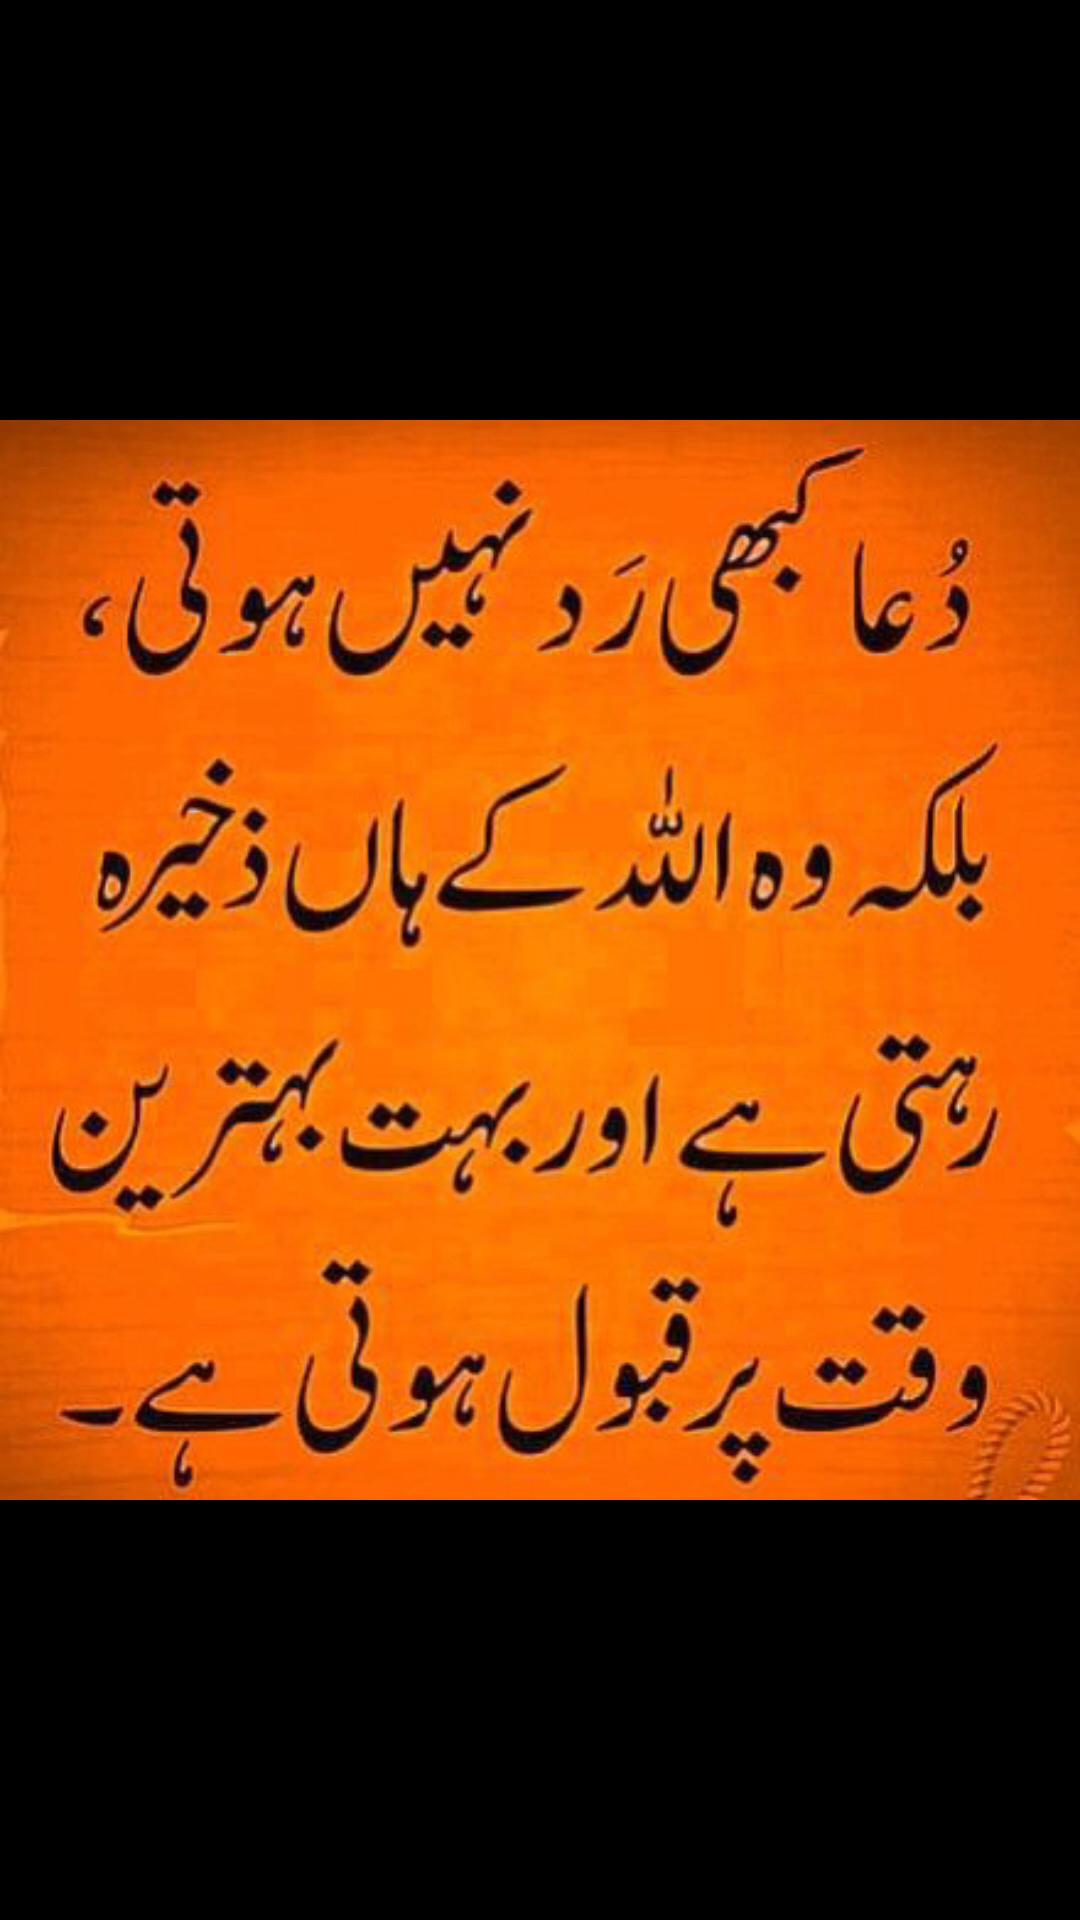 دُعا کبھی رَد نہیں ہوتی،
بلکہ وہ اللہ کے ہاں ذخیرہ
رہتی ہے اور بہت بہترین
وقت پر قبول ہوتی ہے۔